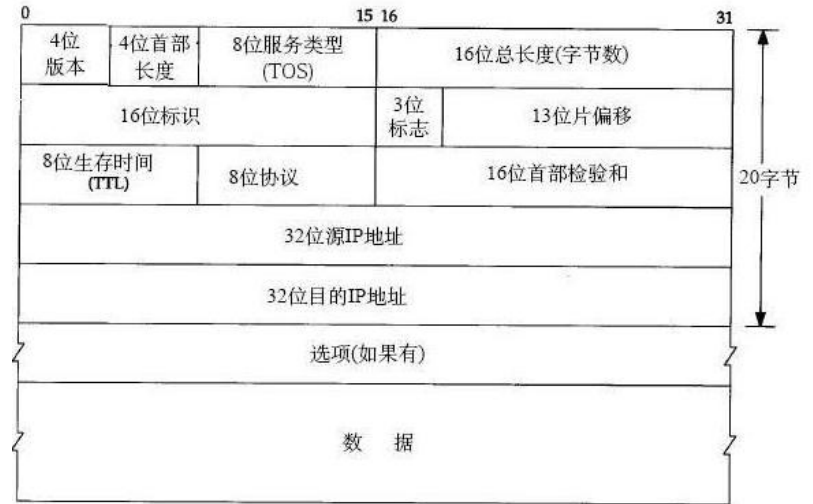 0 15 16 31
4位 4位首部 8位服务类型 16位总长度(字节数)
版本 长度 (TOS)
16位标识 3位 13位片偏移
标志
8位生存时间 8位协议 16位首部检验和 20字节
(TTL)
32位源IP地址
32位目的IP地址
选项(如果有)
数 据